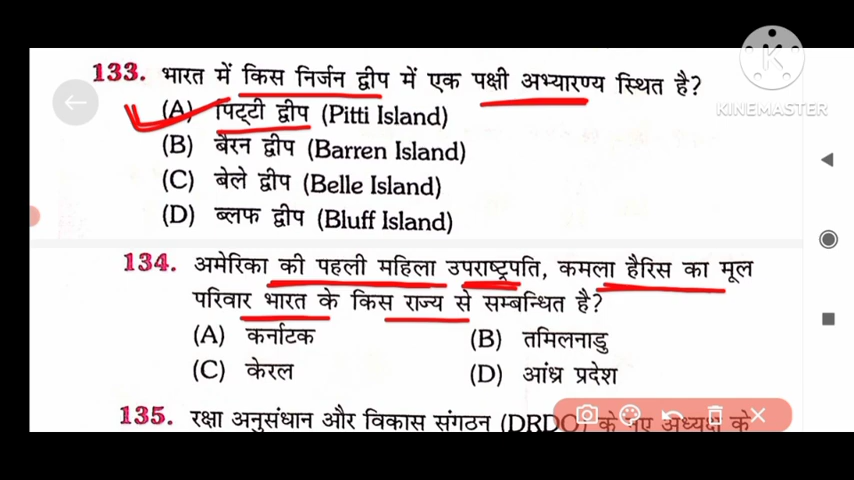 133. भारत में किस निर्जन द्वीप में एक पक्षी अभ्यारण्य स्थित है?
(A) पिट्टी द्वीप (Pitti Island)
KINEMASTER
(B) बैरन द्वीप (Barren Island)
(C) बेले द्वीप (Belle Island)
(D) ब्लफ द्वीप (Bluff Island)
134. अमेरिका की पहली महिला उपराष्ट्रपति, कमला हैरिस का मूल
परिवार भारत के किस राज्य से सम्बन्धित है?
(A) कर्नाटक (B) तमिलनाडु
(C) केरल (D) आंध्र प्रदेश
135. रक्षा अनुसंधान और विकास संगठन (DRDO) के नए अध्यक्ष के